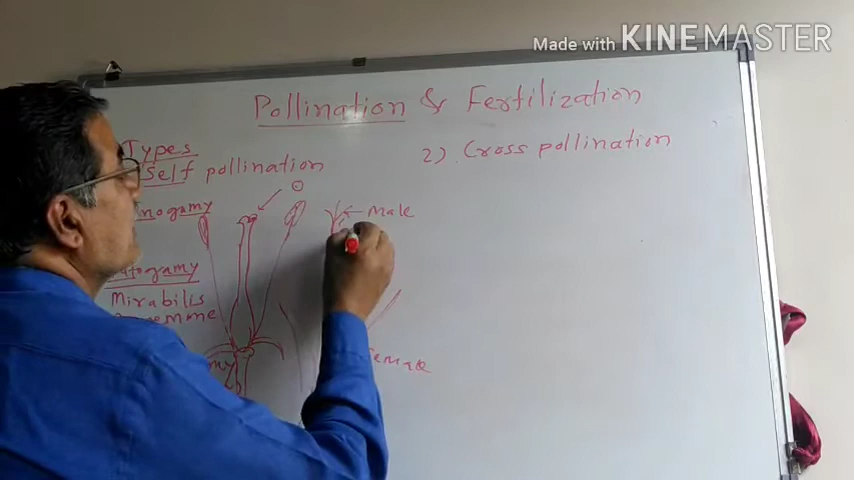 Made with KINEMASTER
Pollination & Fertilization
Types
Self pollination
2) Cross pollination
Male
Mirabilis